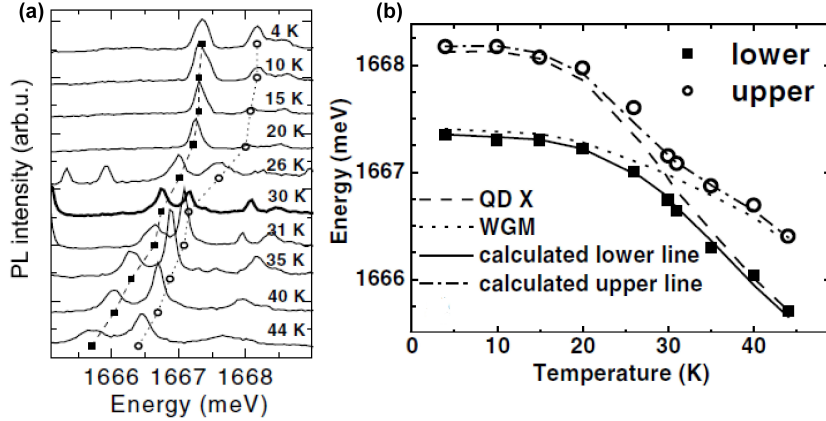 (a)
4 K
10 K
15 K
20 K
26 K
30 K
31 K
35 K
40 K
44 K
PL intensity (arb.u.)
1666 1667 1668
Energy (meV)
(b)
1668
1667
1666
Energy (meV)
lower
upper
QD X
WGM
calculated lower line
calculated upper line
0 10 20 30 40
Temperature (K)